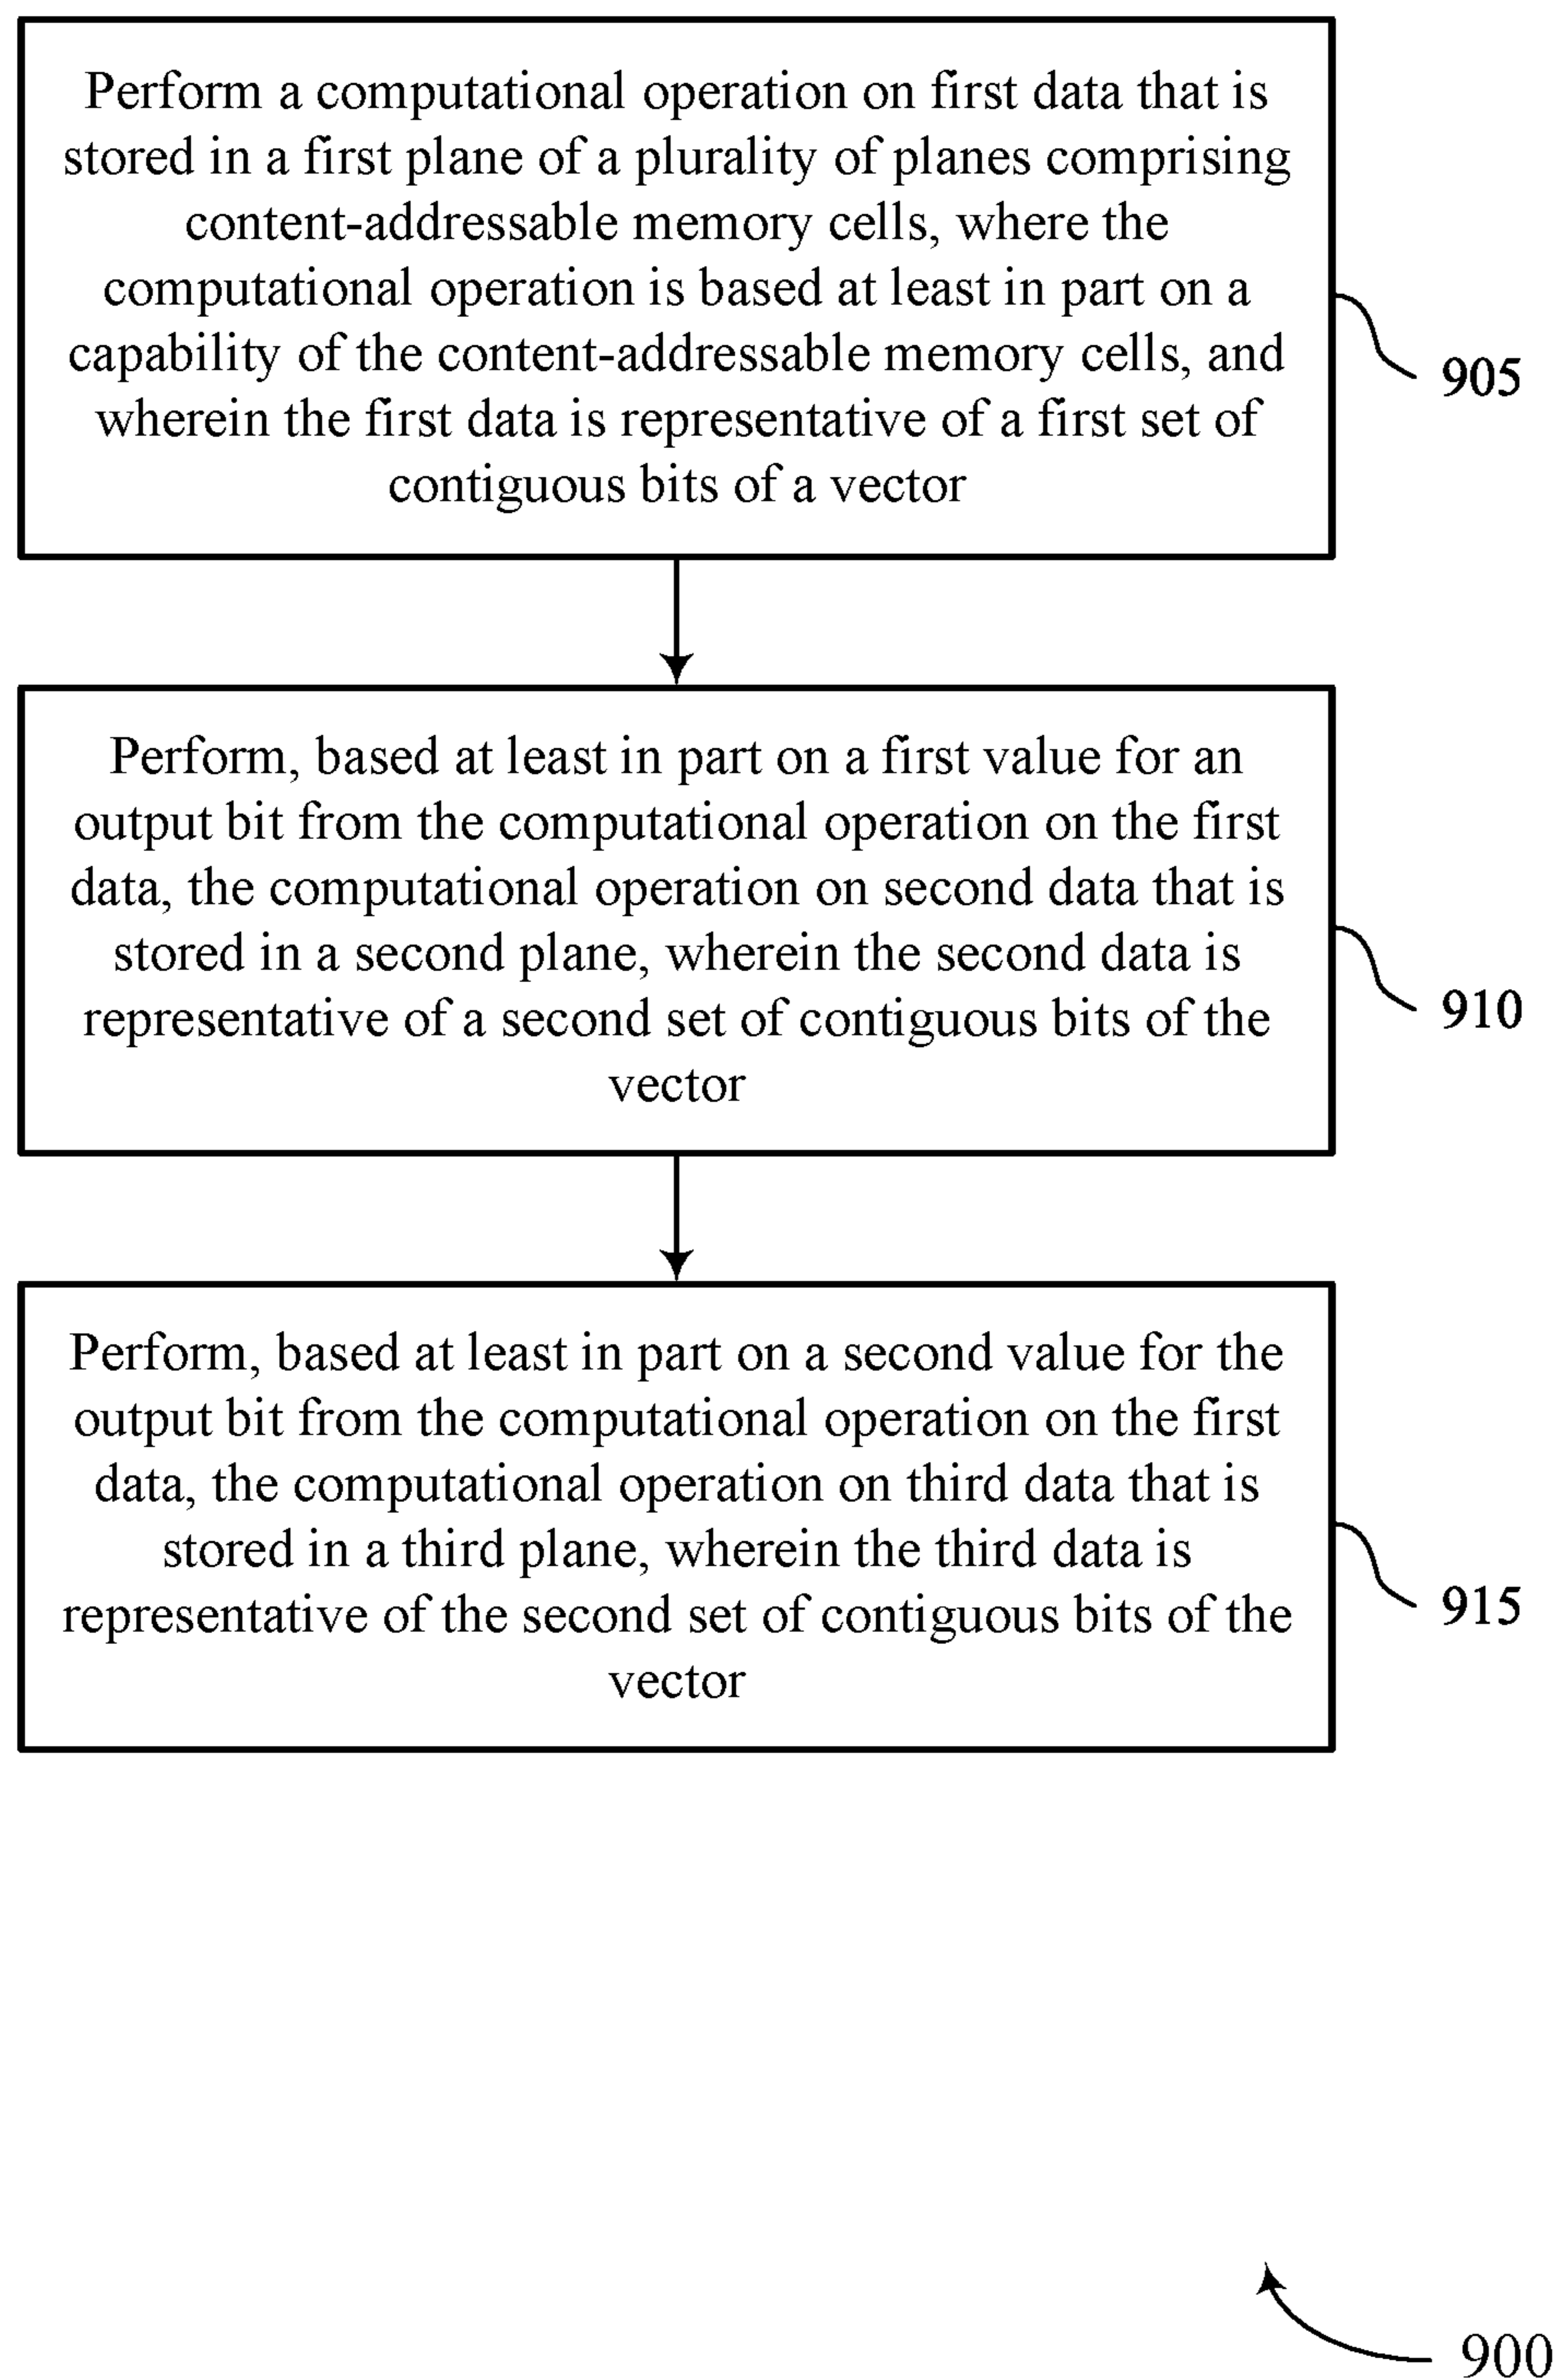 Perform a computational operation on first data that is
stored in a first plane of a plurality of planes comprising
content-addressable memory cells, where the
computational operation is based at least in part on a
capability of the content-addressable memory cells, and
wherein the first data is representative of a first set of
contiguous bits of a vector
905
Perform, based at least in part on a first value for an
output bit from the computational operation on the first
data, the computational operation on second data that is
stored in a second plane, wherein the second data is
representative of a second set of contiguous bits of the
vector
910
Perform, based at least in part on a second value for the
output bit from the computational operation on the first
data, the computational operation on third data that is
stored in a third plane, wherein the third data is
representative of the second set of contiguous bits of the
vector
915
900